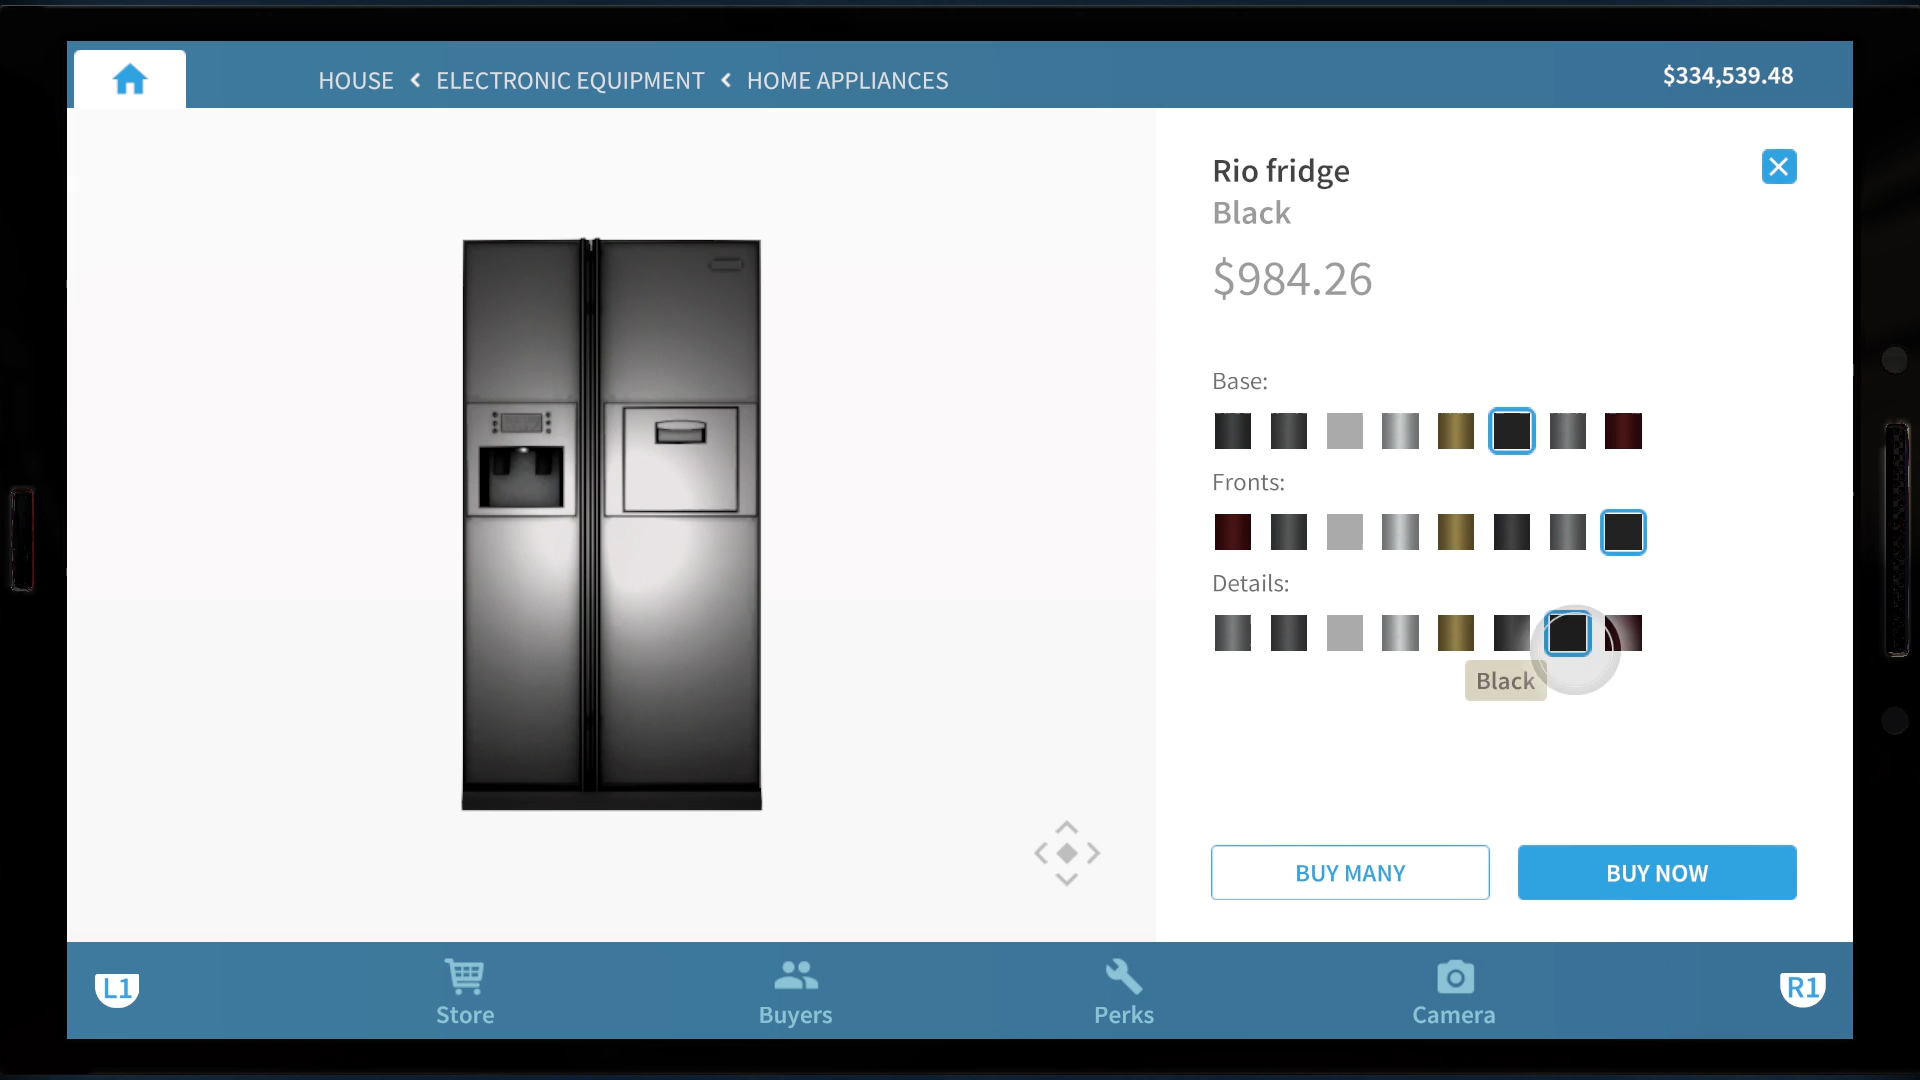 HOUSE < ELECTRONIC EQUIPMENT < HOME APPLIANCES
$334,539.48
Rio fridge
Black
$984.26
Base:
Fronts:
Details:
Black
BUY MANY
BUY NOW
L1
Store
Buyers
Perks
Camera
R1